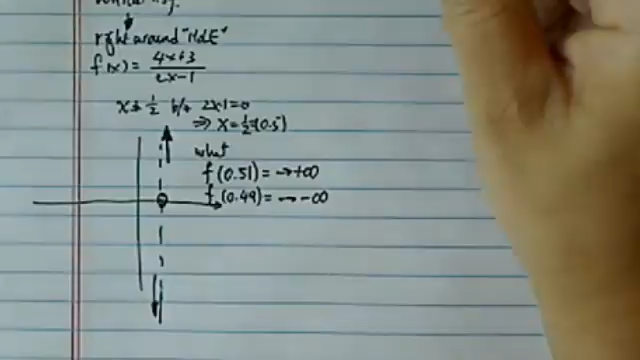 right around "HOLE"
f(x) = 4x+3 / 2x-1
x ≠ 1/2 b/c 2x-1=0
⇒ x = 1/2 (0.5)
what
f(0.51) = → +∞
f(0.49) = → -∞